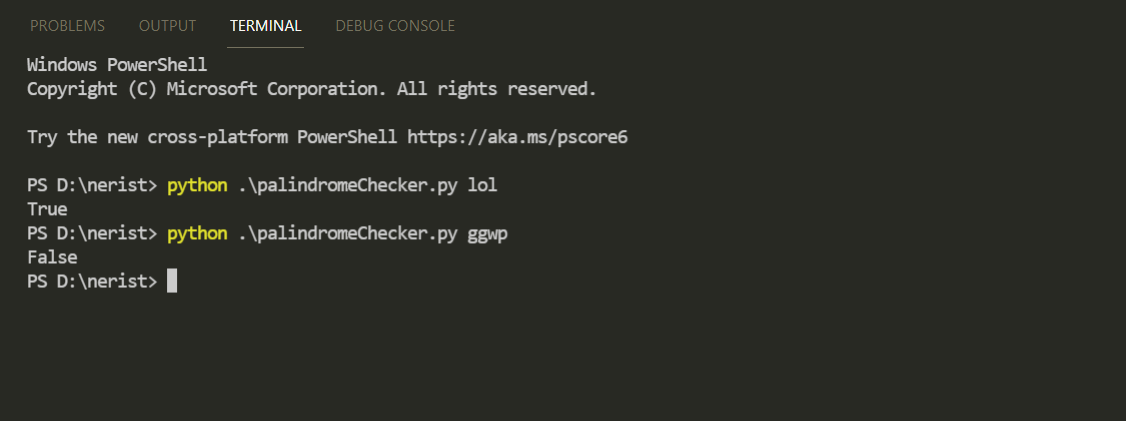 PROBLEMS OUTPUT TERMINAL DEBUG CONSOLE
Windows PowerShell
Copyright (C) Microsoft Corporation. All rights reserved.
Try the new cross-platform PowerShell https://aka.ms/pscore6
PS D:\nerist> python .\palindromeChecker.py lol
True
PS D:\nerist> python .\palindromeChecker.py ggwp
False
PS D:\nerist>